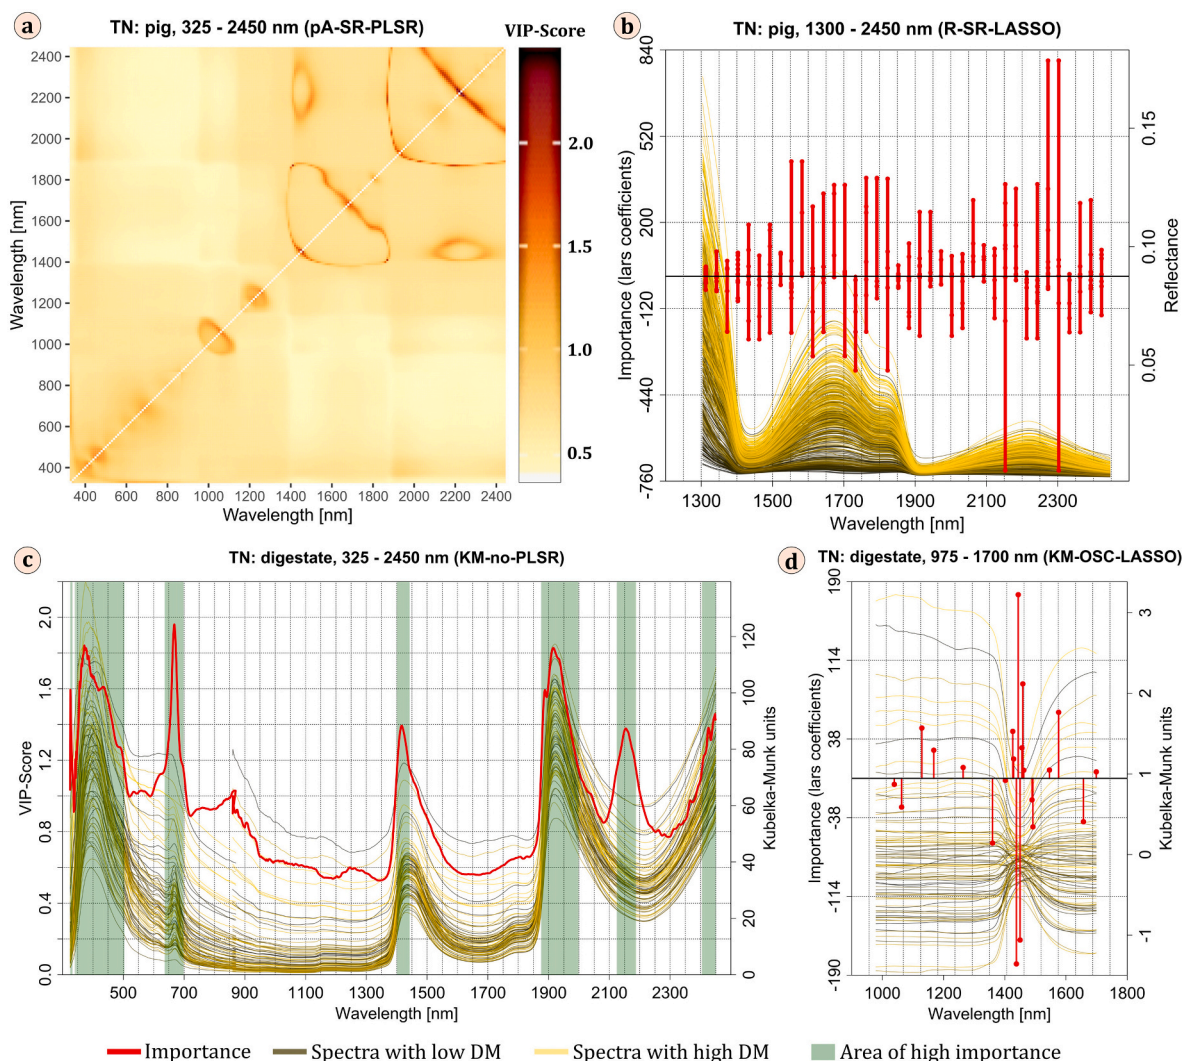 a
TN: pig, 325 - 2450 nm (pA-SR-PLSR)
VIP-Score
2400
2200
2000
1800
1600
1400
1200
1000
800
600
400
Wavelength [nm]
400 600 800 1000 1200 1400 1600 1800 2000 2200 2400
Wavelength [nm]
2.0
1.5
1.0
0.5
b
TN: pig, 1300 - 2450 nm (R-SR-LASSO)
840
520
200
-120
-440
-760
Importance (lars coefficients)
0.15
0.10
0.05
Reflectance
1300 1500 1700 1900 2100 2300
Wavelength [nm]
c
TN: digestate, 325 - 2450 nm (KM-no-PLSR)
2.0
1.6
1.2
0.8
0.4
0.0
VIP-Score
120
100
80
60
40
20
0
Kubelka-Munk units
500 700 900 1100 1300 1500 1700 1900 2100 2300
Wavelength [nm]
d
TN: digestate, 975 - 1700 nm (KM-OSC-LASSO)
190
114
38
-38
-114
-190
Importance (lars coefficients)
3
2
1
0
-1
Kubelka-Munk units
1000 1200 1400 1600 1800
Wavelength [nm]
Importance Spectra with low DM Spectra with high DM Area of high importance